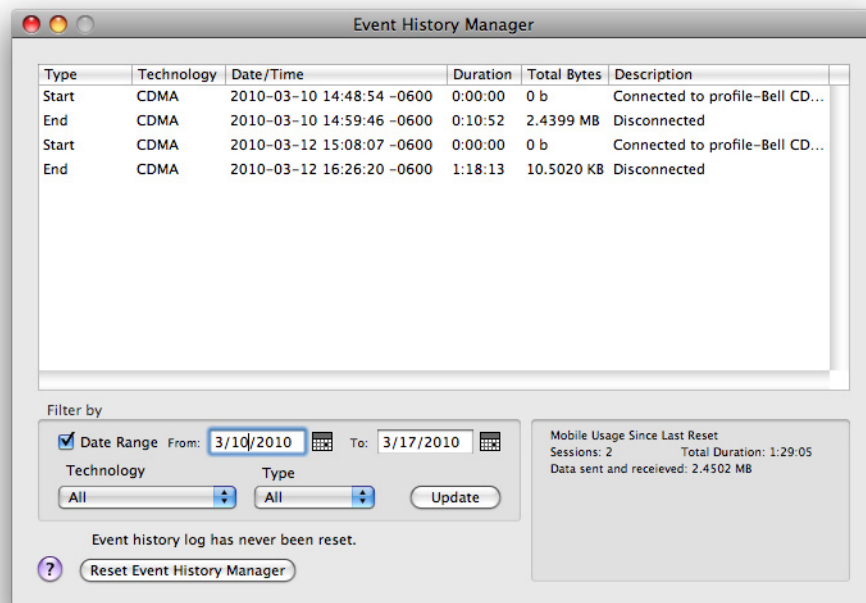 Event History Manager
Type Technology Date/Time Duration Total Bytes Description
Start CDMA 2010-03-10 14:48:54 -0600 0:00:00 0 b Connected to profile-Bell CD...
End CDMA 2010-03-10 14:59:46 -0600 0:10:52 2.4399 MB Disconnected
Start CDMA 2010-03-12 15:08:07 -0600 0:00:00 0 b Connected to profile-Bell CD...
End CDMA 2010-03-12 16:26:20 -0600 1:18:13 10.5020 KB Disconnected
Filter by
Date Range From: 3/10/2010 To: 3/17/2010
Technology Type
All All Update
Mobile Usage Since Last Reset
Sessions: 2 Total Duration: 1:29:05
Data sent and receieved: 2.4502 MB
Event history log has never been reset.
? Reset Event History Manager